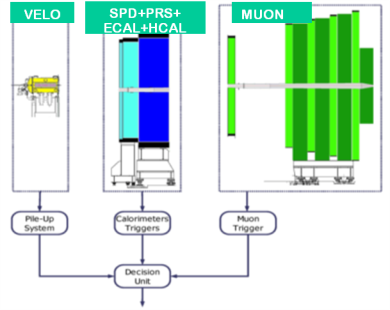 VELO
SPD+PRS+
ECAL+HCAL
MUON
Pile-Up
System
Calorimeters
Triggers
Muon
Trigger
Decision
Unit